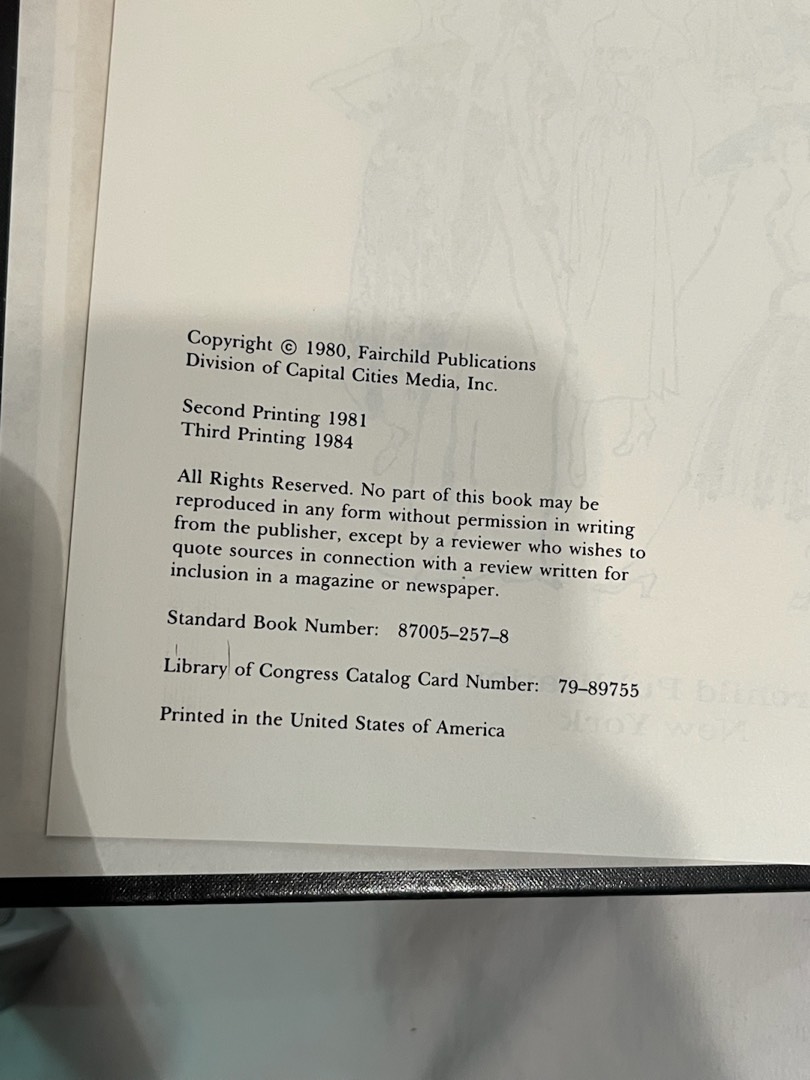 Copyright © 1980, Fairchild Publications
Division of Capital Cities Media, Inc.
Second Printing 1981
Third Printing 1984
All Rights Reserved. No part of this book may be
reproduced in any form without permission in writing
from the publisher, except by a reviewer who wishes to
quote sources in connection with a review written for
inclusion in a magazine or newspaper.
Standard Book Number: 87005-257-8
Library of Congress Catalog Card Number: 79-89755
Printed in the United States of America